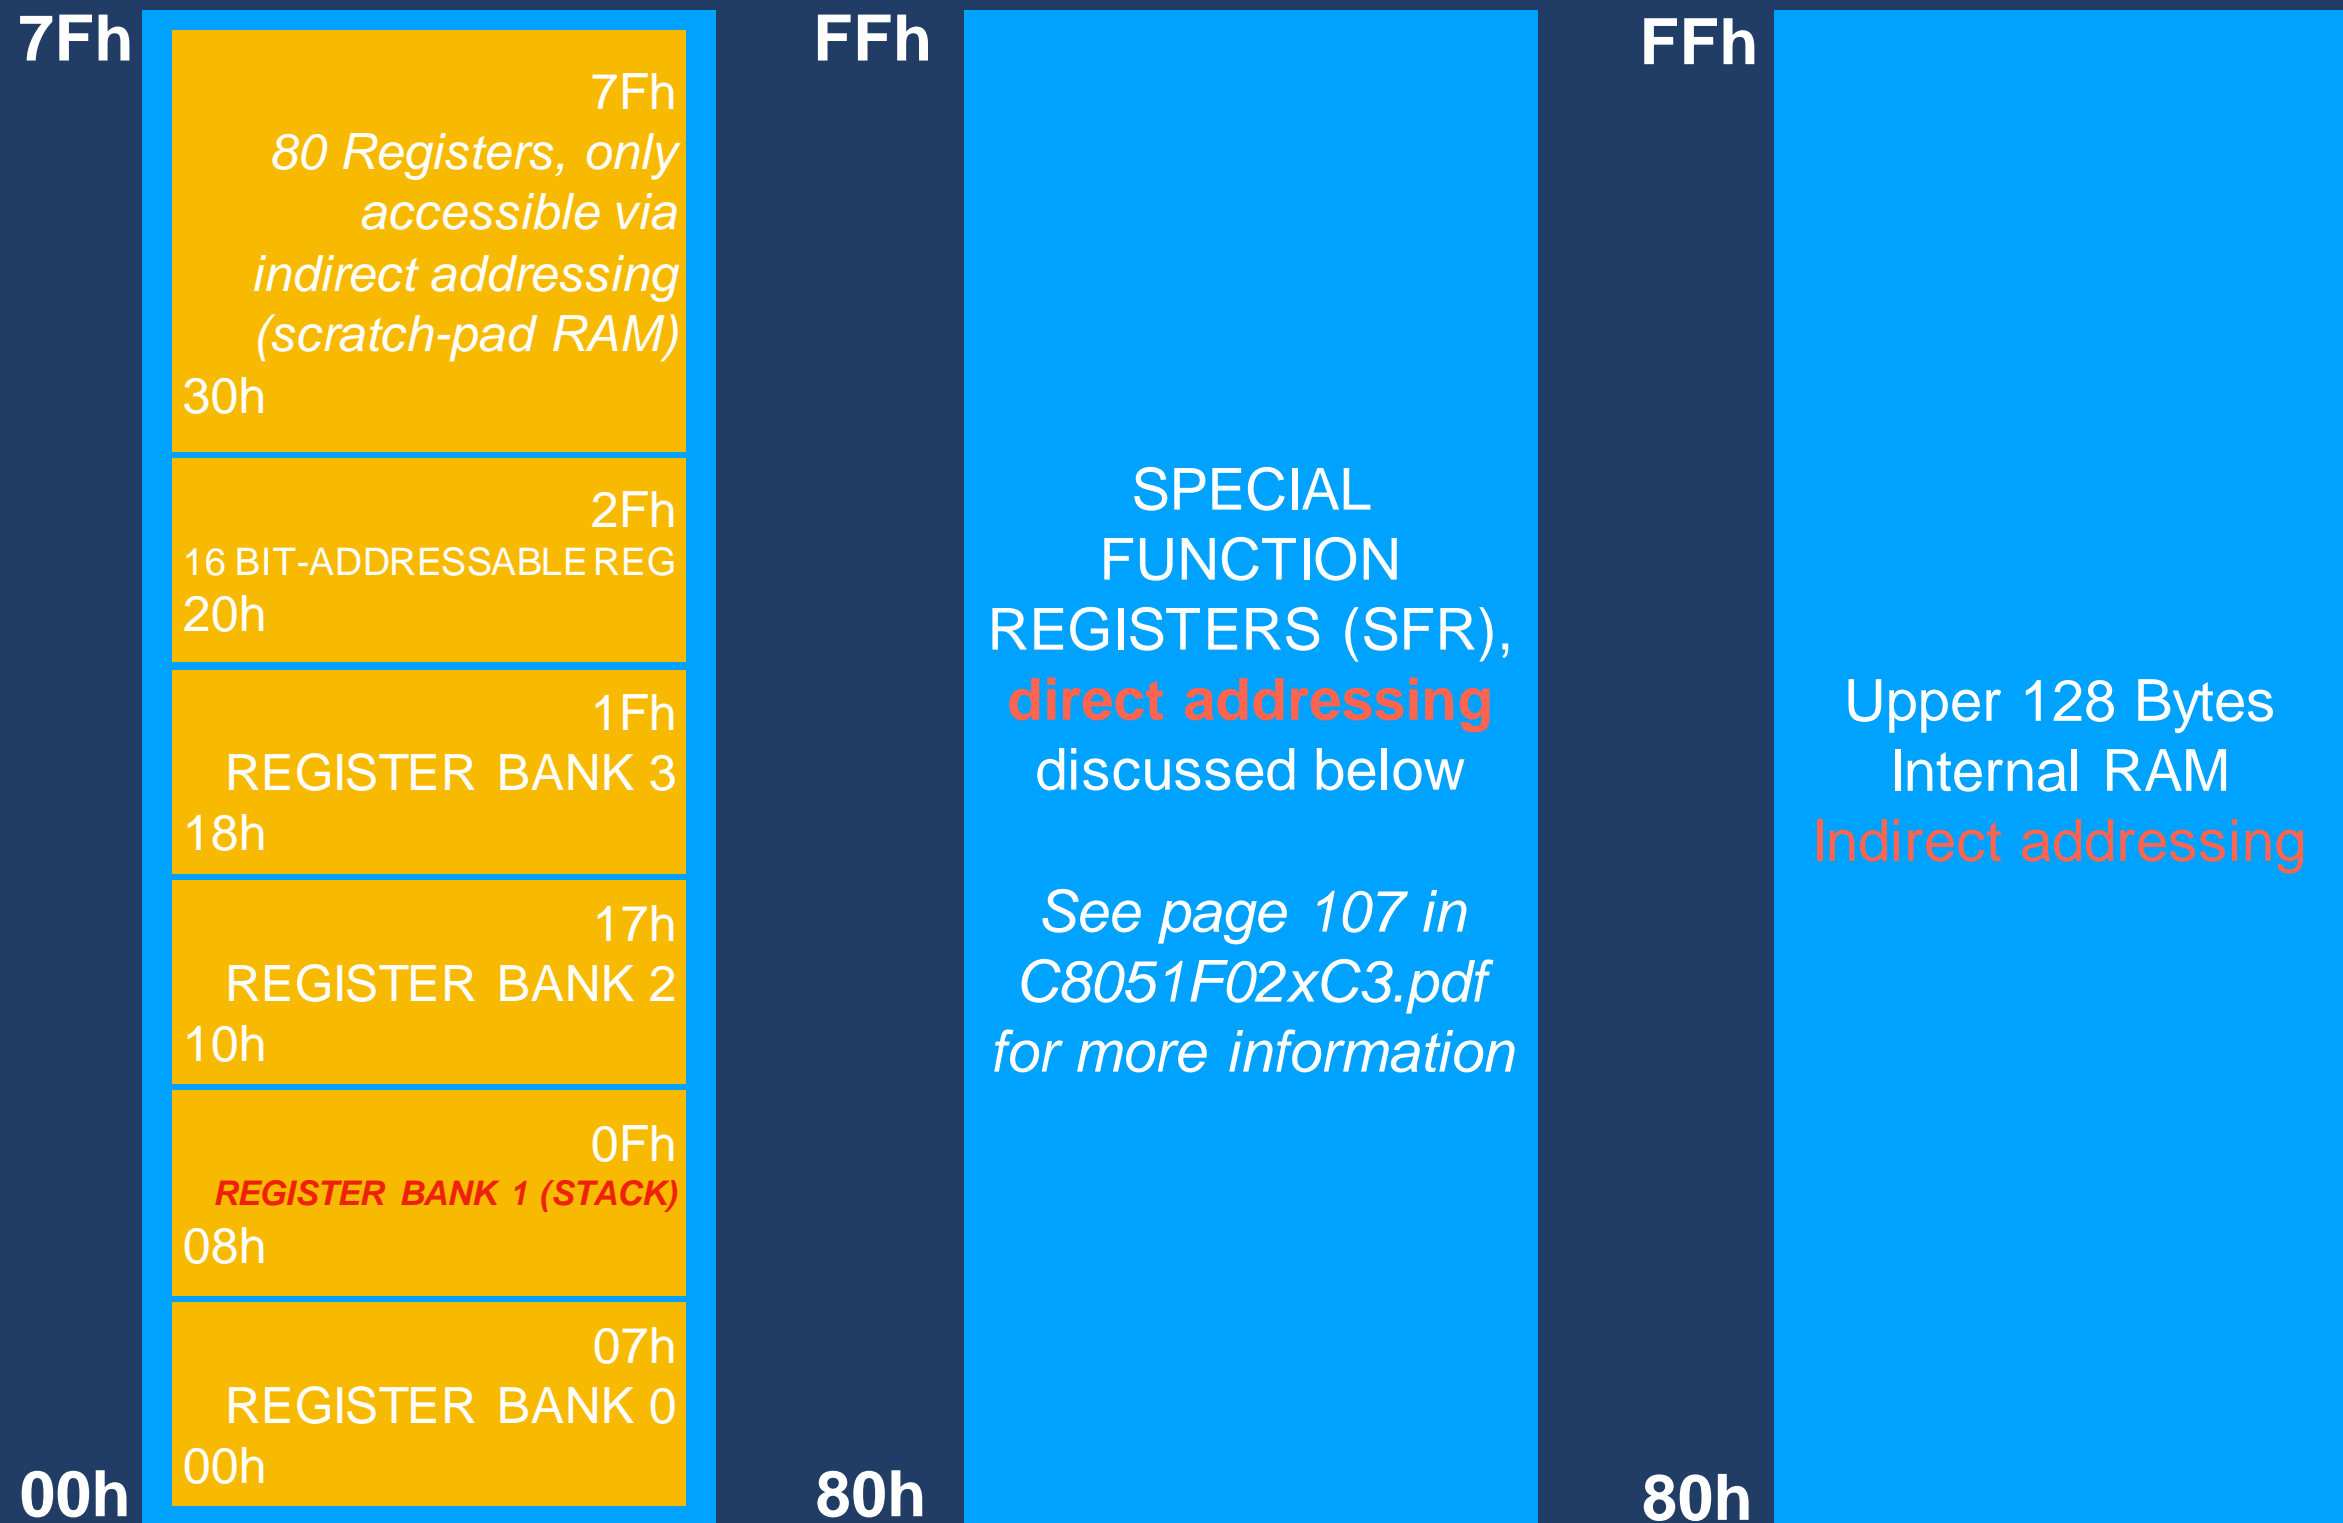 7Fh
7Fh
80 Registers, only
accessible via
indirect addressing
(scratch-pad RAM)
30h
2Fh
16 BIT-ADDRESSABLE REG
20h
1Fh
REGISTER BANK 3
18h
17h
REGISTER BANK 2
10h
0Fh
REGISTER BANK 1 (STACK)
08h
07h
REGISTER BANK 0
00h
00h
FFh
SPECIAL
FUNCTION
REGISTERS (SFR),
direct addressing
discussed below
See page 107 in
C8051F02xC3.pdf
for more information
80h
FFh
Upper 128 Bytes
Internal RAM
Indirect addressing
80h